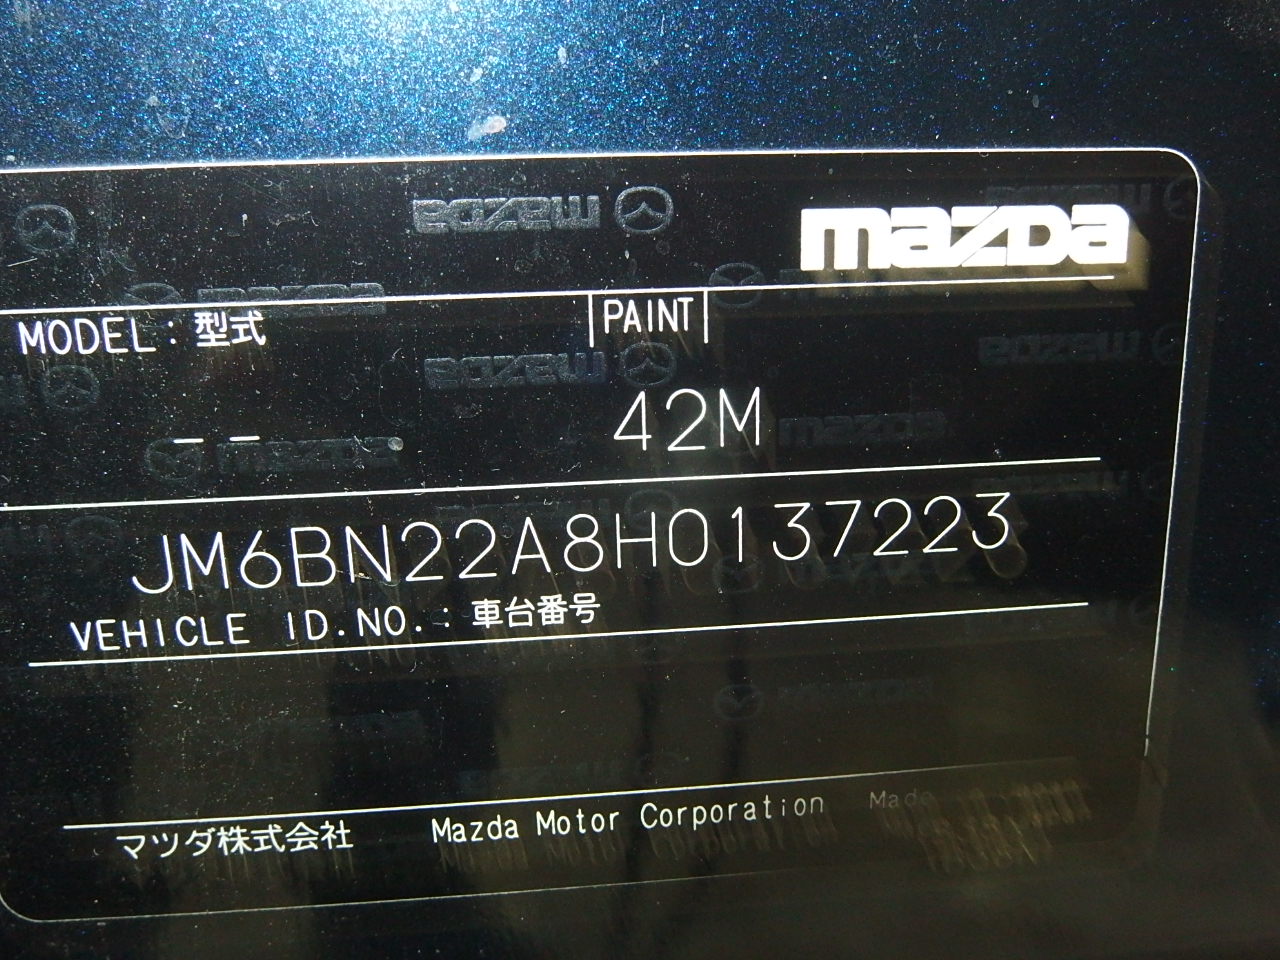 mazda
MODEL: 型式
PAINT
-- 42M
JM6BN22A8H0137223
VEHICLE ID.NO.: 車台番号
マツダ株式会社 Mazda Motor Corporation Made